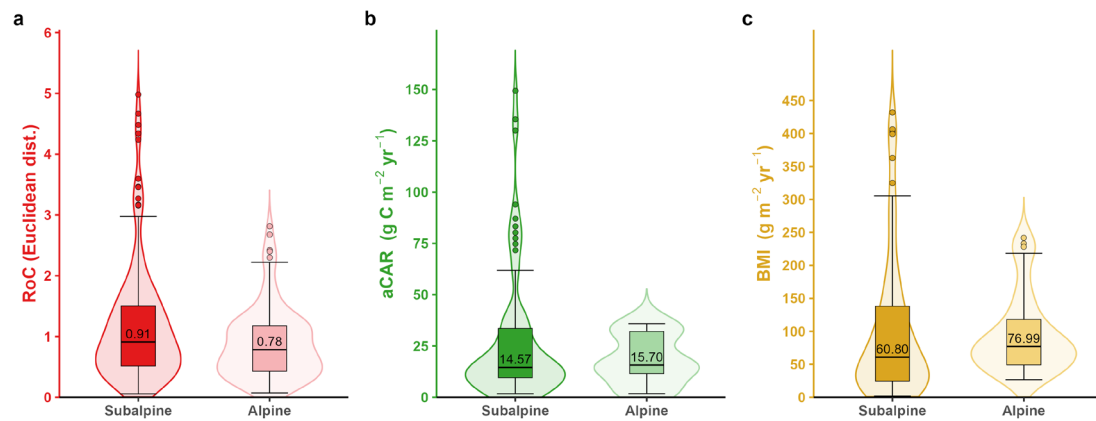 a
RoC (Euclidean dist.)
6
5
4
3
2
1
0
0.91
0.78
Subalpine
Alpine
b
aCAR (g C m⁻² yr⁻¹)
150
125
100
75
50
25
0
14.57
15.70
Subalpine
Alpine
c
BMI (g m⁻² yr⁻¹)
450
400
350
300
250
200
150
100
50
0
60.80
76.99
Subalpine
Alpine